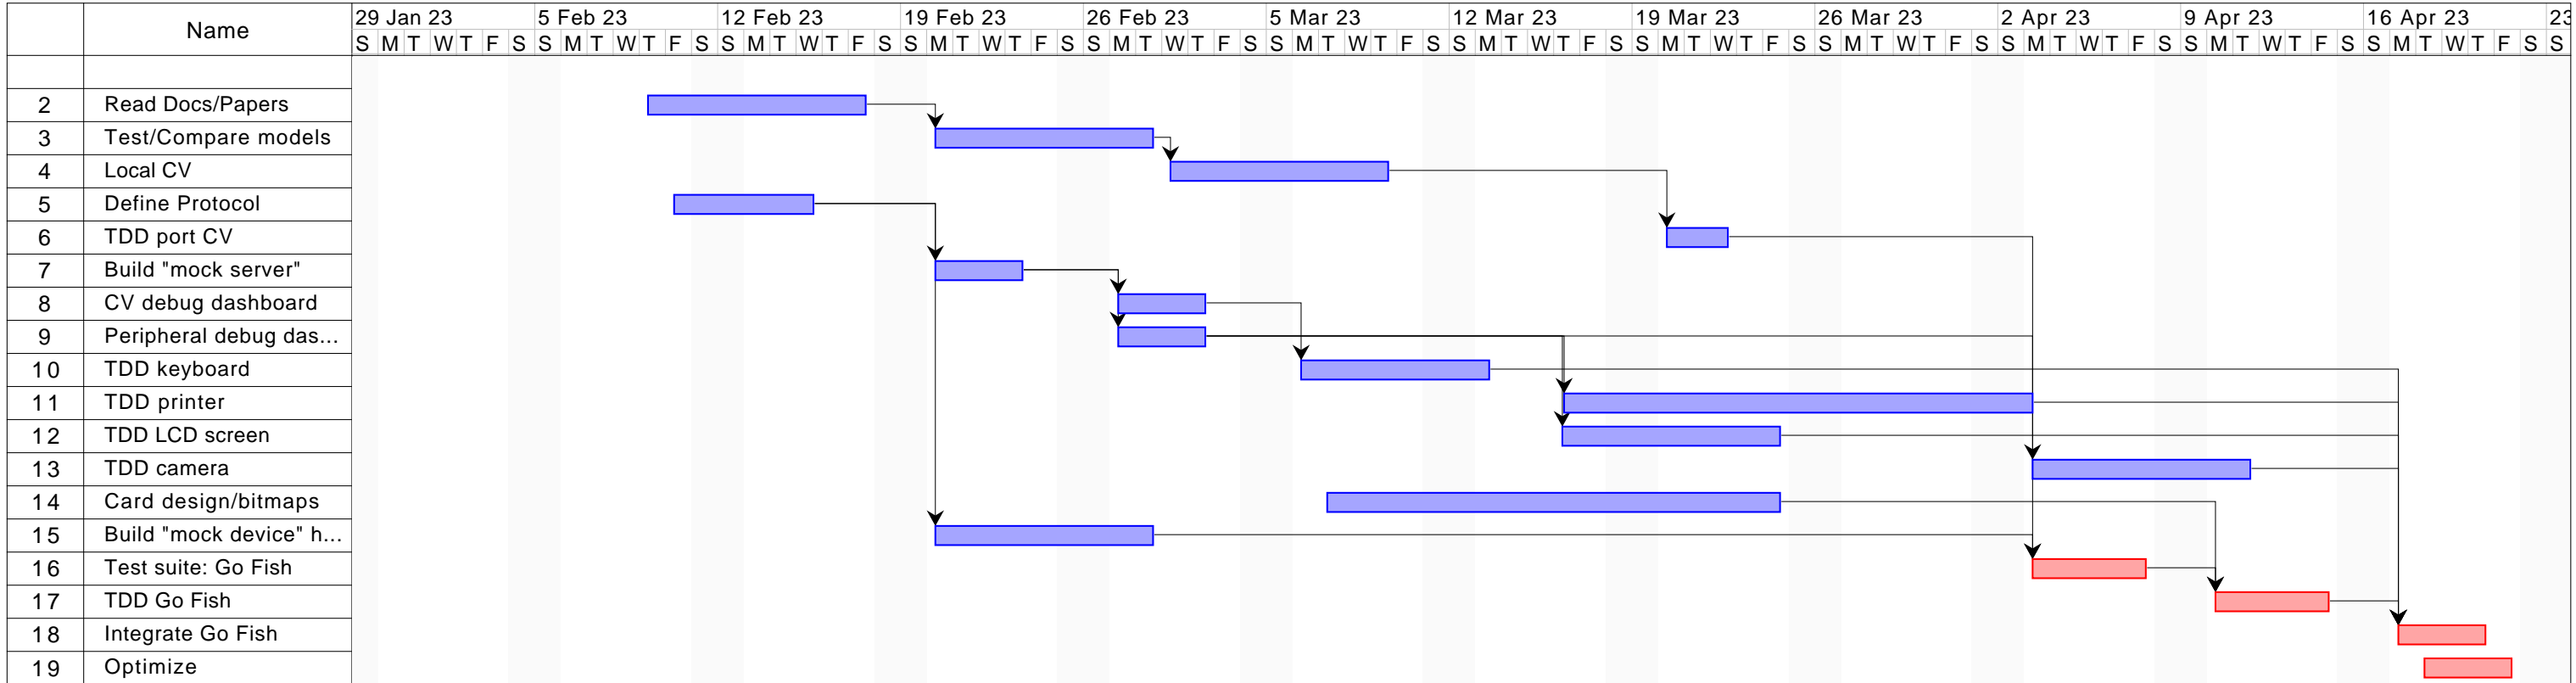 Name
29 Jan 23 5 Feb 23 12 Feb 23 19 Feb 23 26 Feb 23 5 Mar 23 12 Mar 23 19 Mar 23 26 Mar 23 2 Apr 23 9 Apr 23 16 Apr 23 23
S M T W T F S S M T W T F S S M T W T F S S M T W T F S S M T W T F S S M T W T F S S M T W T F S S M T W T F S S M T W T F S S M T W T F S S M T W T F S S M T W T F S S
2 Read Docs/Papers
3 Test/Compare models
4 Local CV
5 Define Protocol
6 TDD port CV
7 Build "mock server"
8 CV debug dashboard
9 Peripheral debug das...
10 TDD keyboard
11 TDD printer
12 TDD LCD screen
13 TDD camera
14 Card design/bitmaps
15 Build "mock device" h...
16 Test suite: Go Fish
17 TDD Go Fish
18 Integrate Go Fish
19 Optimize